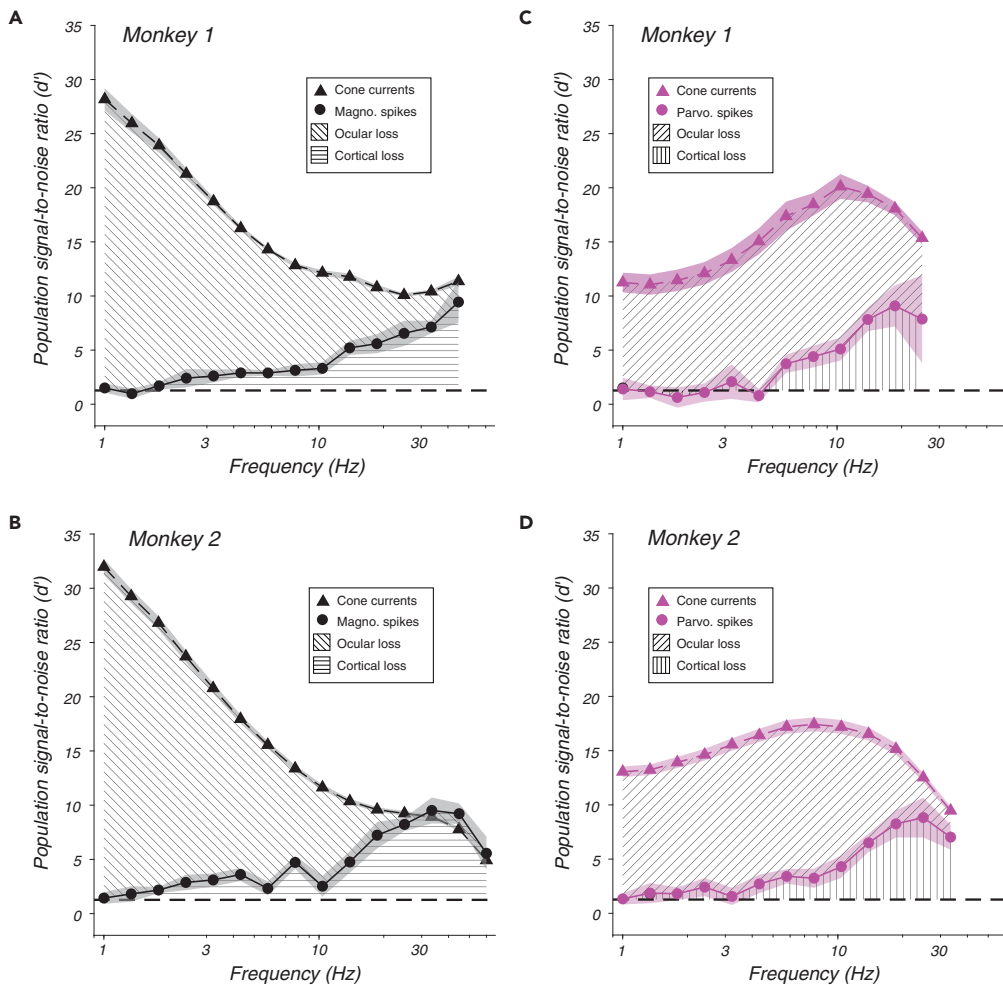 A
Monkey 1
Population signal-to-noise ratio (d')
35
30
25
20
15
10
5
0
Cone currents
Magno. spikes
Ocular loss
Cortical loss
1
3
10
30
Frequency (Hz)
C
Monkey 1
Population signal-to-noise ratio (d')
35
30
25
20
15
10
5
0
Cone currents
Parvo. spikes
Ocular loss
Cortical loss
1
3
10
30
Frequency (Hz)
B
Monkey 2
Population signal-to-noise ratio (d')
35
30
25
20
15
10
5
0
Cone currents
Magno. spikes
Ocular loss
Cortical loss
1
3
10
30
Frequency (Hz)
D
Monkey 2
Population signal-to-noise ratio (d')
35
30
25
20
15
10
5
0
Cone currents
Parvo. spikes
Ocular loss
Cortical loss
1
3
10
30
Frequency (Hz)